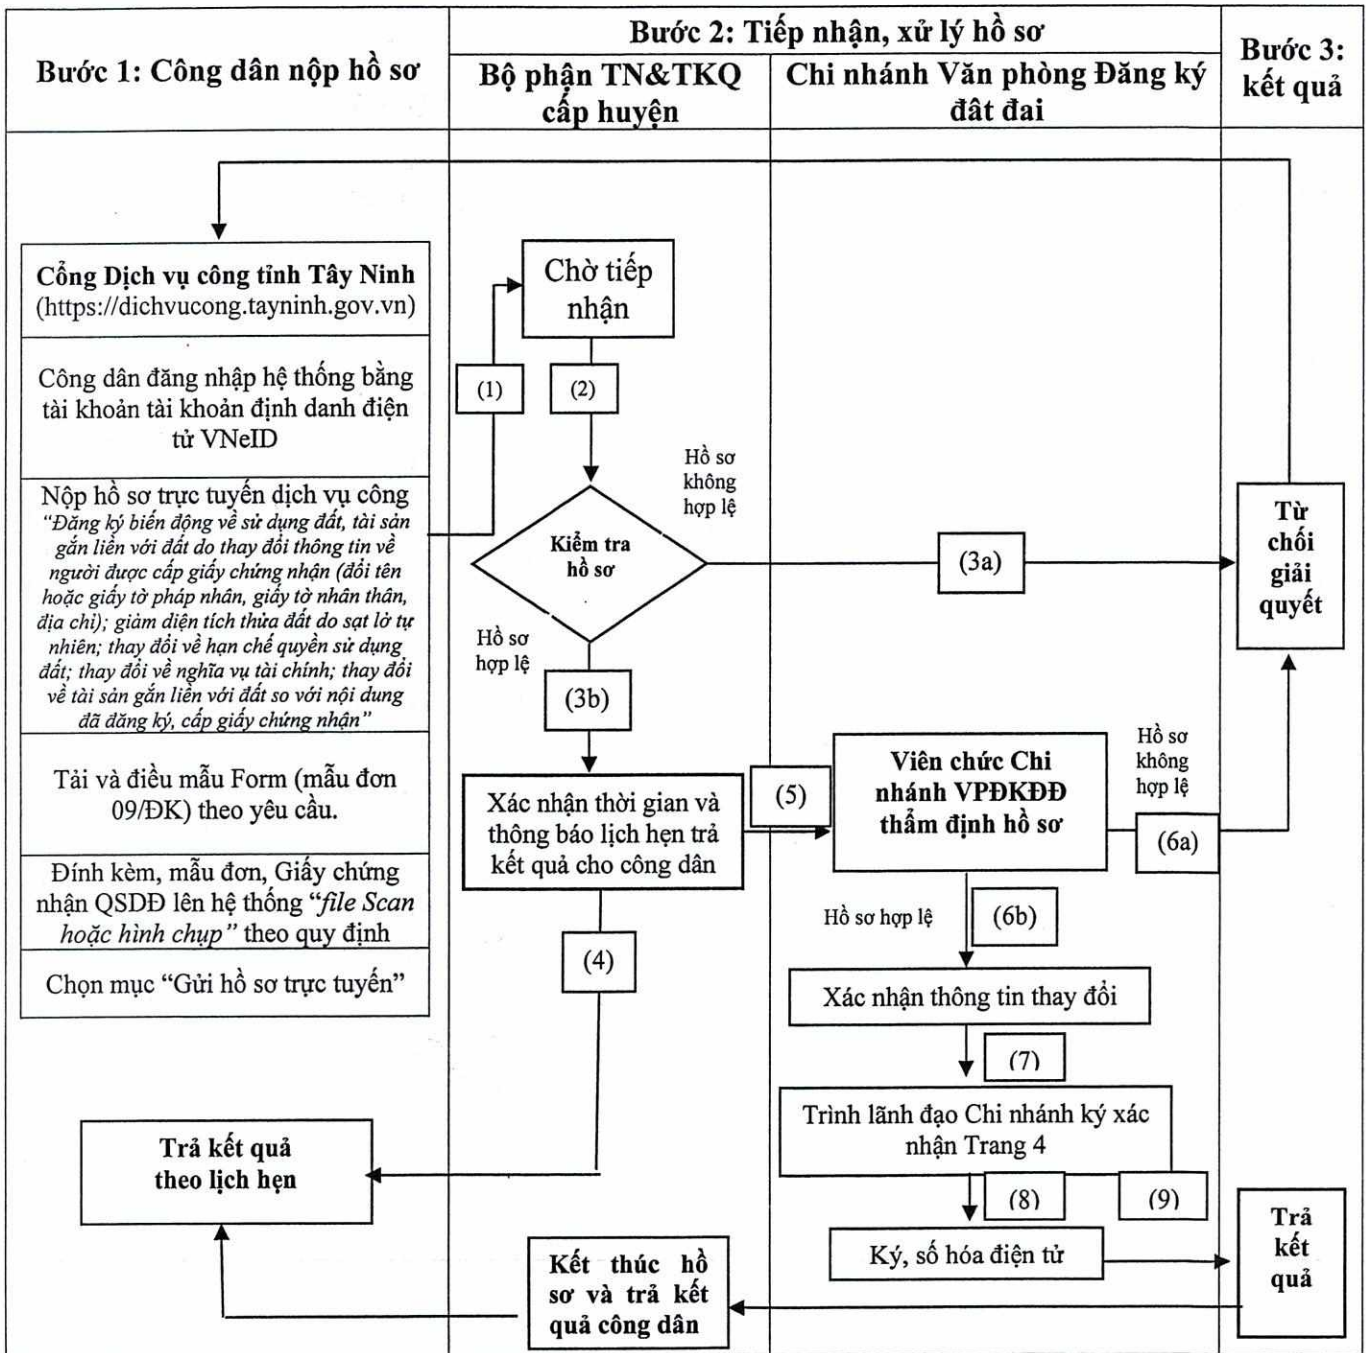 Bước 1: Công dân nộp hồ sơ
Bước 2: Tiếp nhận, xử lý hồ sơ
Bộ phận TN&TKQ
cấp huyện
Chi nhánh Văn phòng Đăng ký
đât đai
Bước 3:
kết quả
Cổng Dịch vụ công tỉnh Tây Ninh
(https://dichvucong.tayninh.gov.vn)
Công dân đăng nhập hệ thống bằng
tài khoản tài khoản định danh điện
tử VNeID
Nộp hồ sơ trực tuyến dịch vụ công
“Đăng ký biến động về sử dụng đất, tài sản
gắn liền với đất do thay đổi thông tin về
người được cấp giấy chứng nhận (đổi tên
hoặc giấy tờ pháp nhân, giấy tờ nhân thân,
địa chỉ); giảm diện tích thửa đất do sạt lở tự
nhiên; thay đổi về hạn chế quyền sử dụng
đất; thay đổi về nghĩa vụ tài chính; thay đổi
về tài sản gắn liền với đất so với nội dung
đã đăng ký, cấp giấy chứng nhận”
Tải và điều mẫu Form (mẫu đơn
09/ĐK) theo yêu cầu.
Đính kèm, mẫu đơn, Giấy chứng
nhận QSDĐ lên hệ thống “file Scan
hoặc hình chụp” theo quy định
Chọn mục “Gửi hồ sơ trực tuyến”
Trả kết quả
theo lịch hẹn
Chờ tiếp
nhận
(1)
(2)
Kiểm tra
hồ sơ
Hồ sơ
không
hợp lệ
(3a)
Hồ sơ
hợp lệ
(3b)
Xác nhận thời gian và
thông báo lịch hẹn trả
kết quả cho công dân
(4)
(5)
Viên chức Chi
nhánh VPĐKĐĐ
thẩm định hồ sơ
Hồ sơ
không
hợp lệ
(6a)
Từ
chối
giải
quyết
Hồ sơ hợp lệ
(6b)
Xác nhận thông tin thay đổi
(7)
Trình lãnh đạo Chi nhánh ký xác
nhận Trang 4
(8)
(9)
Ký, số hóa điện tử
Trả
kết
quả
Kết thúc hồ
sơ và trả kết
quả công dân